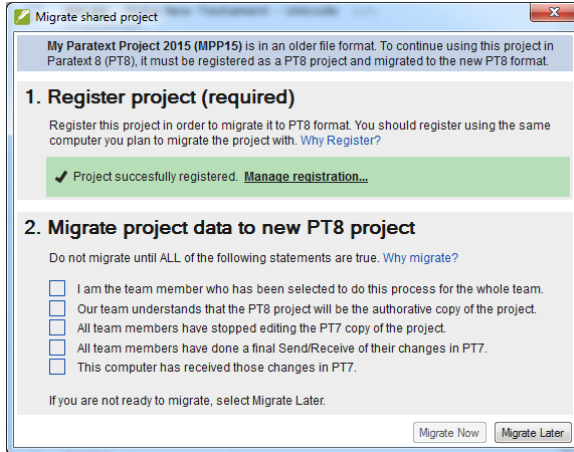 Migrate shared project
My Paratext Project 2015 (MPP15) is in an older file format. To continue using this project in
Paratext 8 (PT8), it must be registered as a PT8 project and migrated to the new PT8 format.
1. Register project (required)
Register this project in order to migrate it to PT8 format. You should register using the same
computer you plan to migrate the project with. Why Register?
Project succesfully registered. Manage registration...
2. Migrate project data to new PT8 project
Do not migrate until ALL of the following statements are true. Why migrate?
I am the team member who has been selected to do this process for the whole team.
Our team understands that the PT8 project will be the authorative copy of the project.
All team members have stopped editing the PT7 copy of the project.
All team members have done a final Send/Receive of their changes in PT7.
This computer has received those changes in PT7.
If you are not ready to migrate, select Migrate Later.
Migrate Now Migrate Later